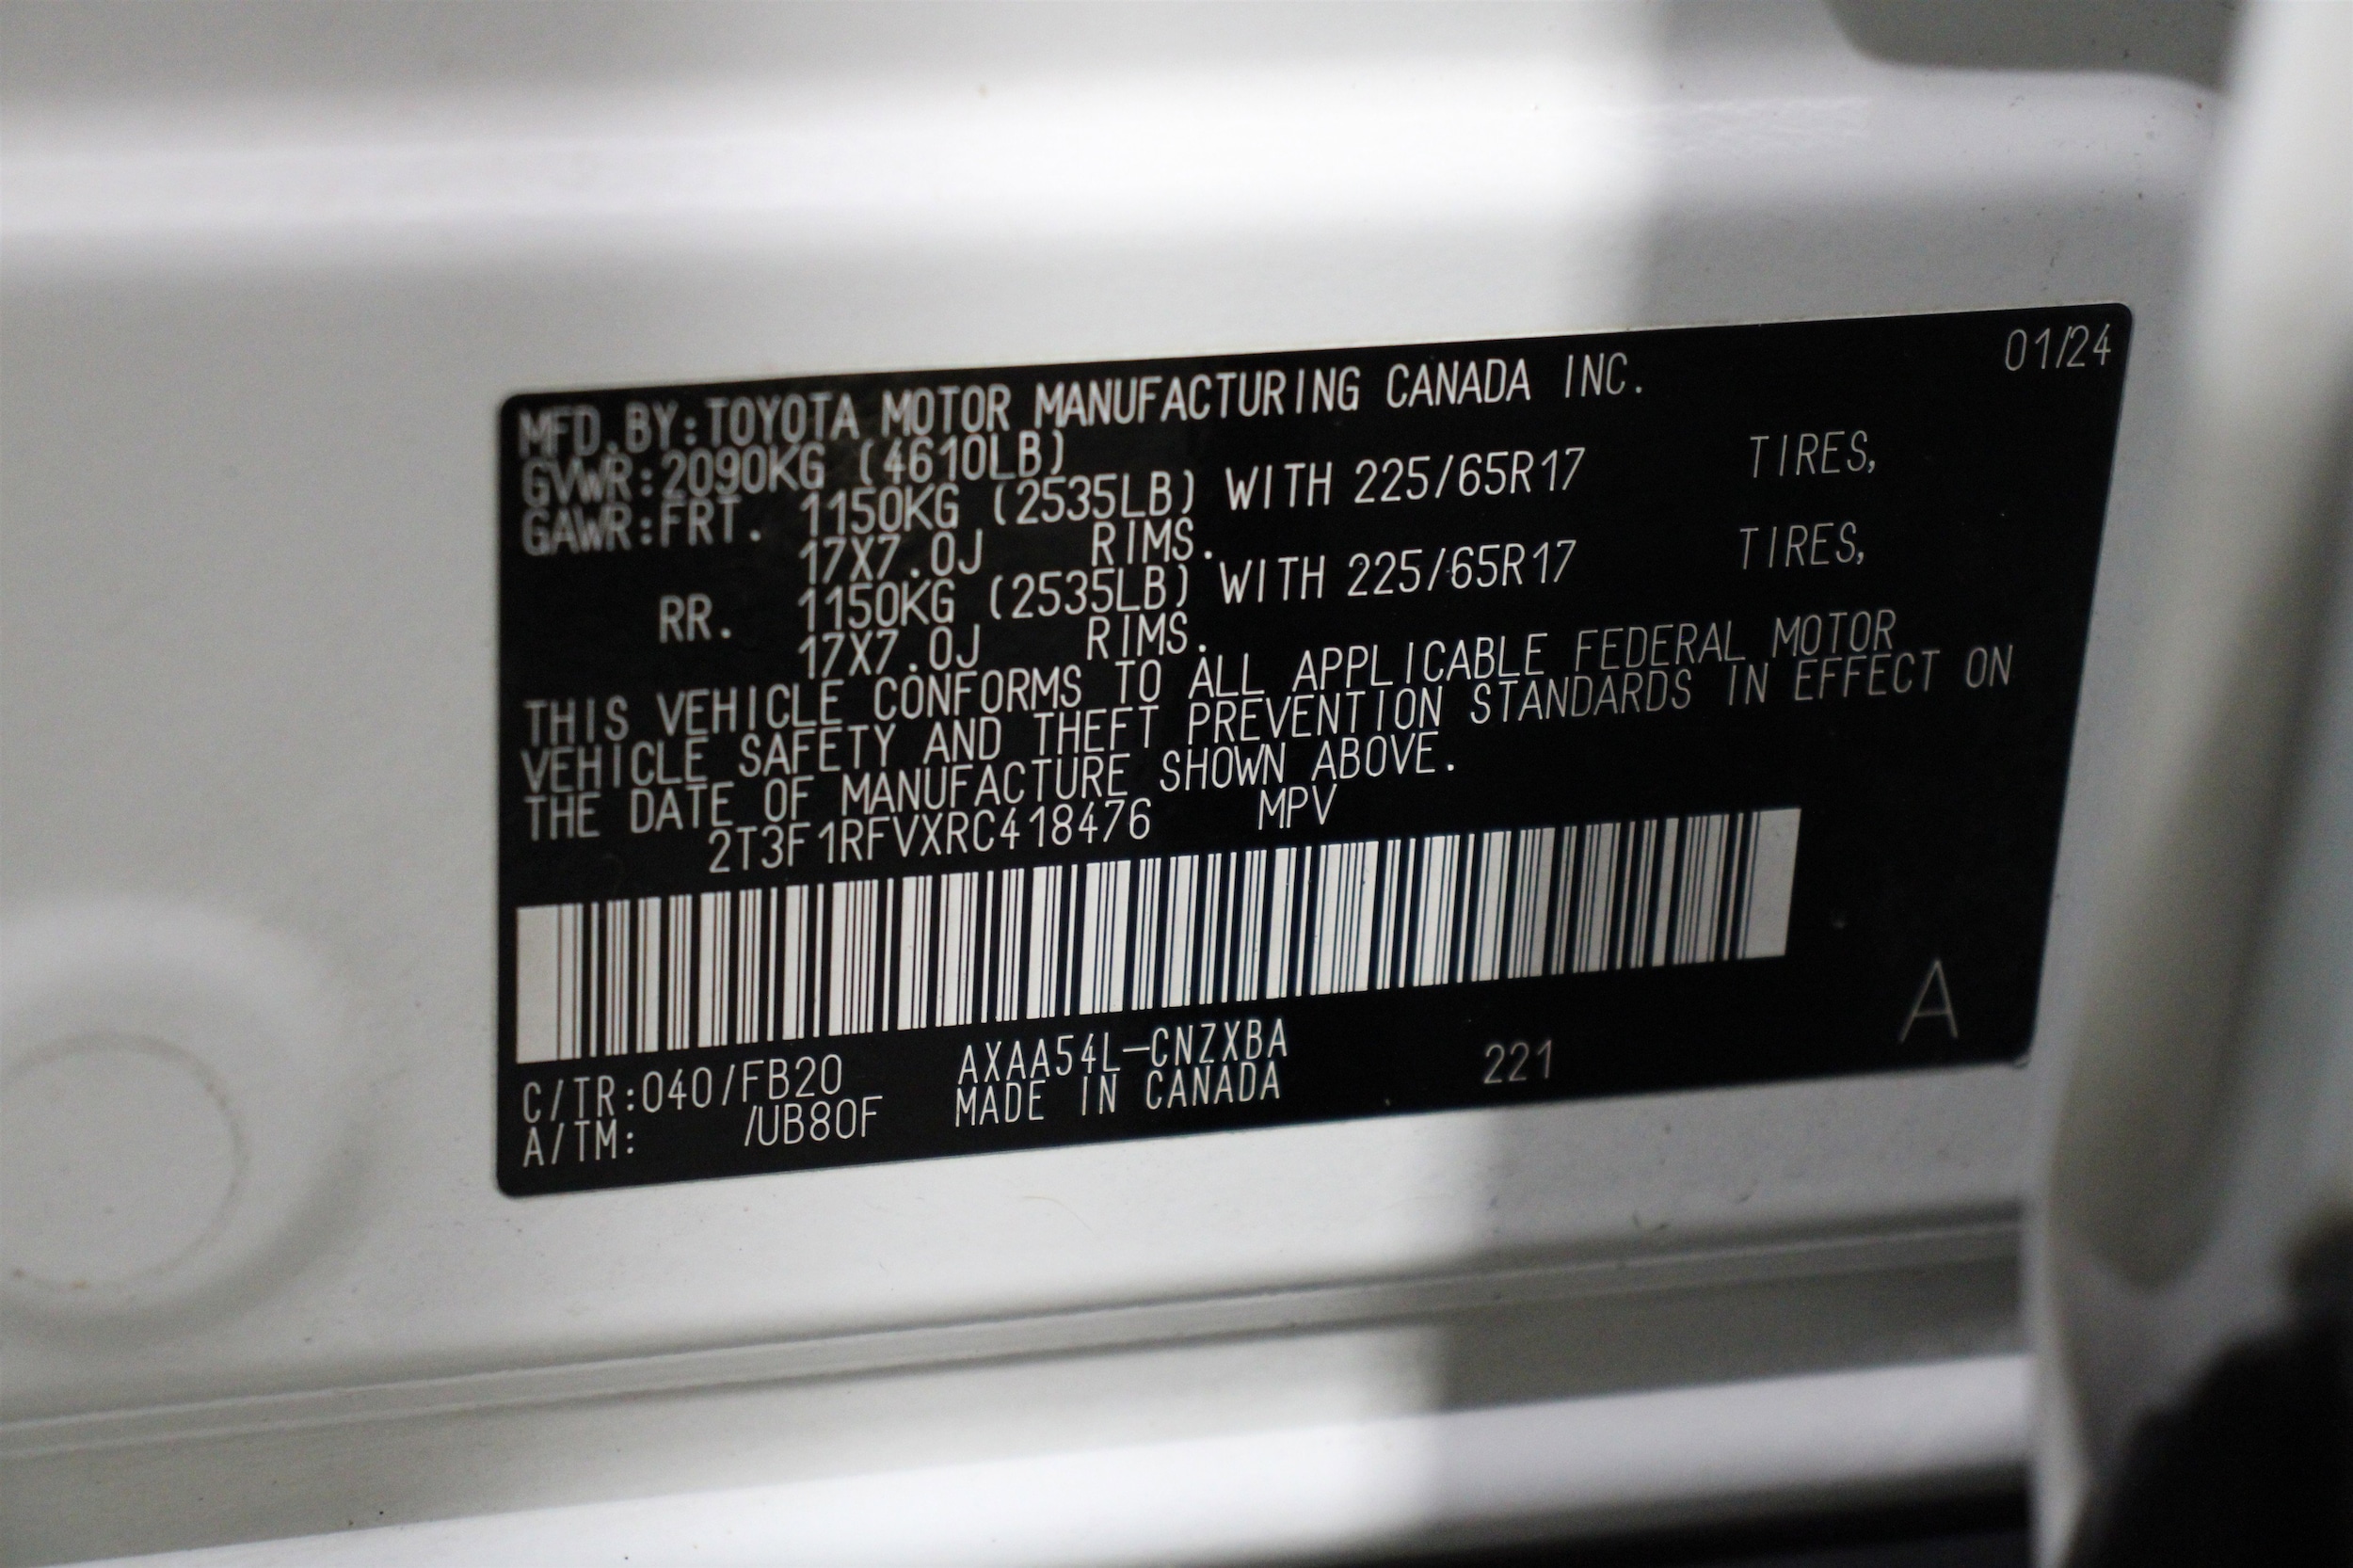 01/24
MFD.BY:TOYOTA MOTOR MANUFACTURING CANADA INC.
GVWR:2090KG (4610LB)
GAWR:FRT. 1150KG (2535LB) WITH 225/65R17 TIRES,
17X7.0J RIMS.
RR. 1150KG (2535LB) WITH 225/65R17 TIRES,
17X7.0J RIMS.
THIS VEHICLE CONFORMS TO ALL APPLICABLE FEDERAL MOTOR
VEHICLE SAFETY AND THEFT PREVENTION STANDARDS IN EFFECT ON
THE DATE OF MANUFACTURE SHOWN ABOVE.
2T3F1RFVXRC418476 MPV
A
C/TR:040/FB20 AXAA54L-CNZXBA 221
A/TM: /UB80F MADE IN CANADA